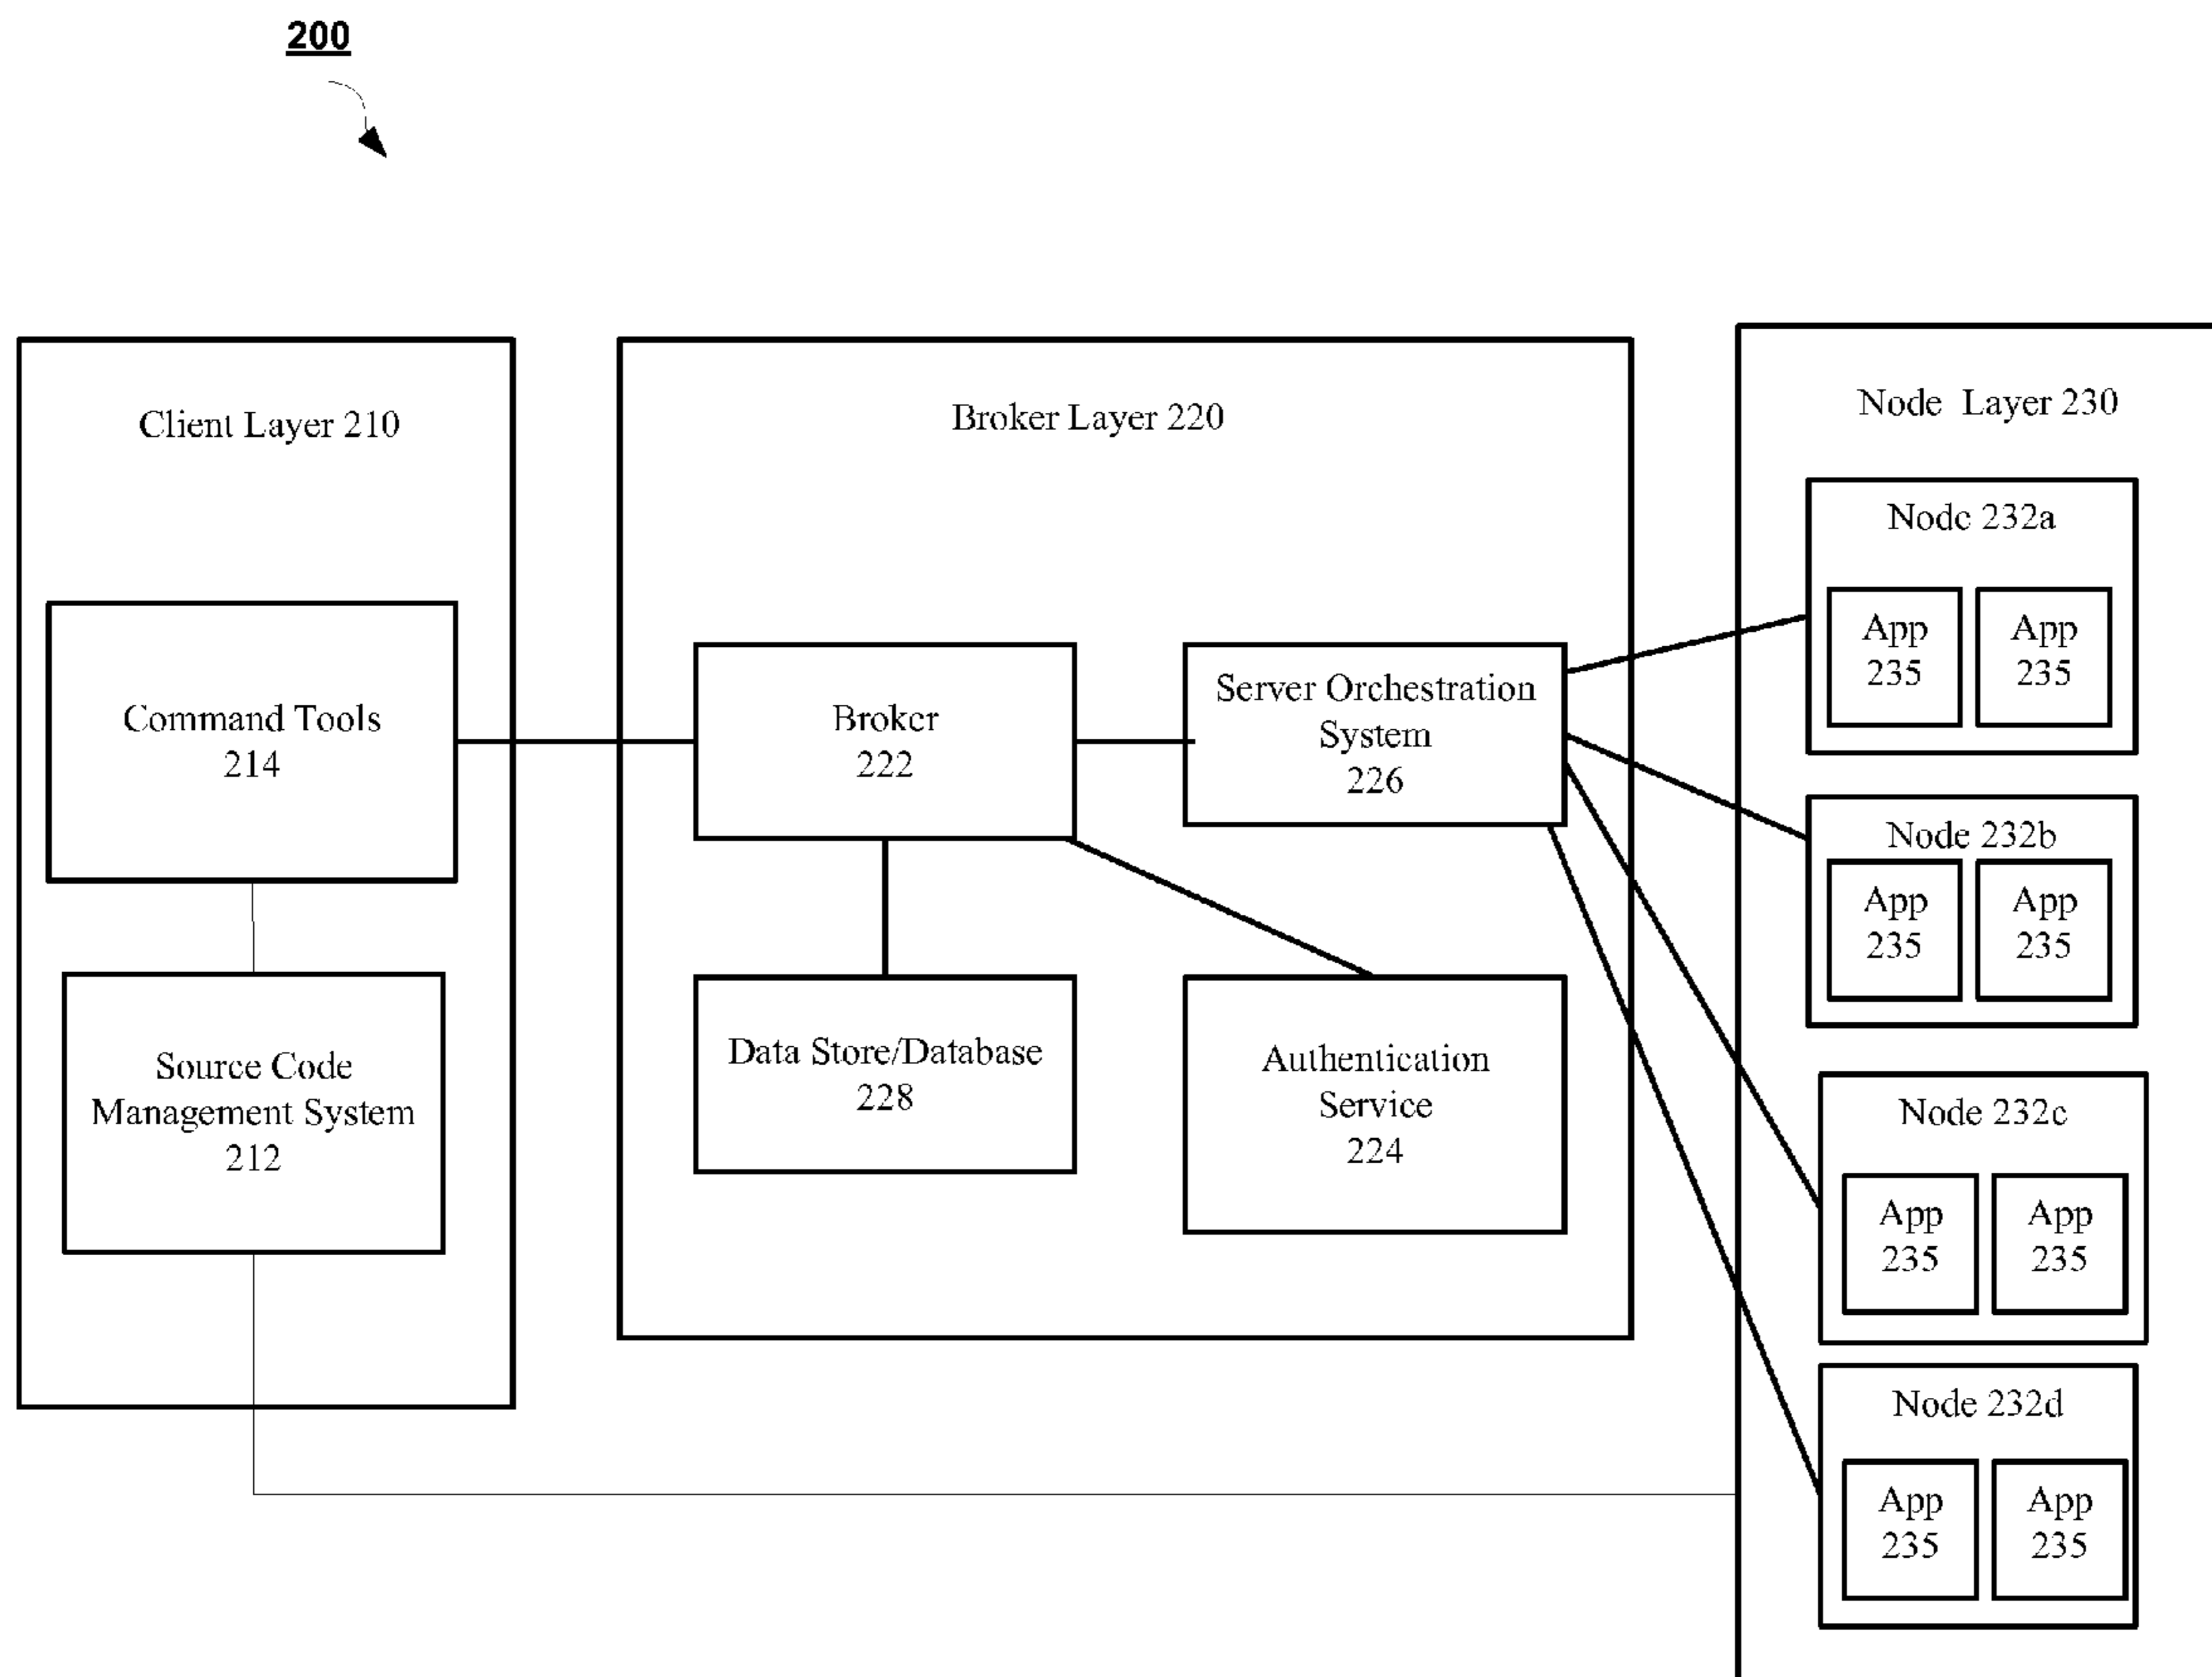 200
Client Layer 210
Command Tools
214
Source Code
Management System
212
Broker Layer 220
Broker
222
Server Orchestration
System
226
Data Store/Database
228
Authentication
Service
224
Node Layer 230
Node 232a
App
235
App
235
Node 232b
App
235
App
235
Node 232c
App
235
App
235
Node 232d
App
235
App
235